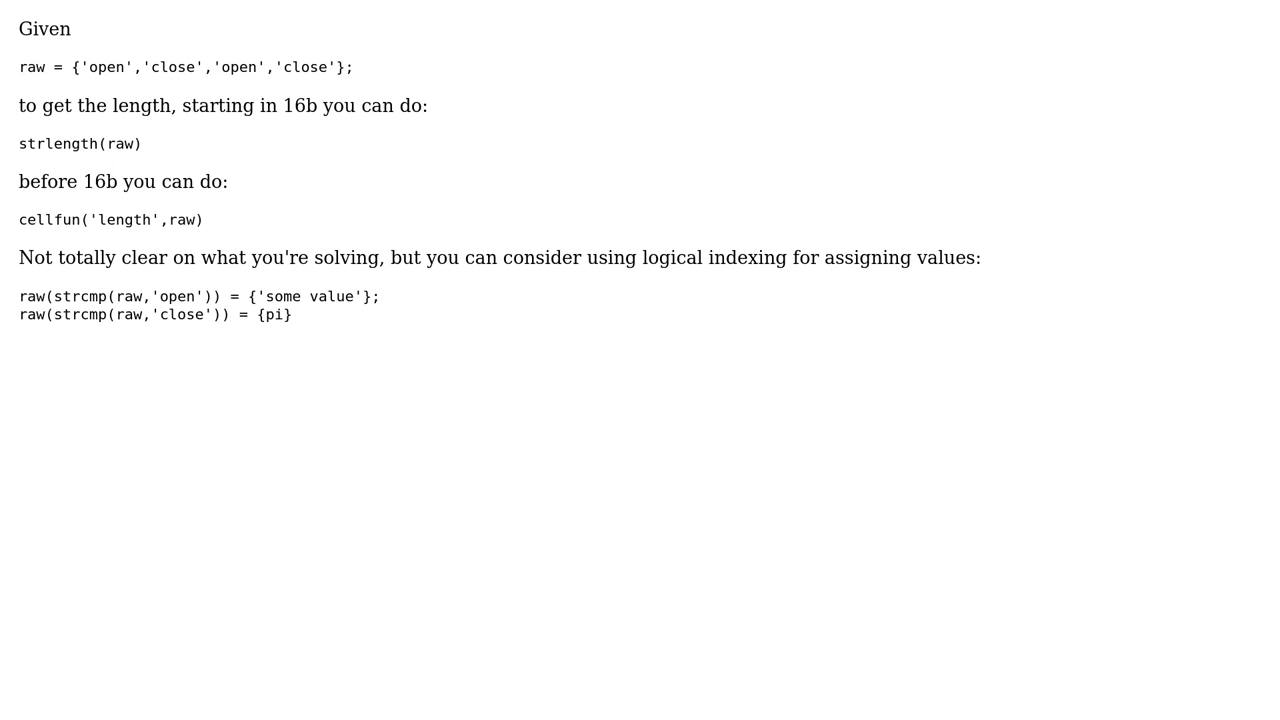 Given
raw = {'open','close','open','close'};
to get the length, starting in 16b you can do:
strlength(raw)
before 16b you can do:
cellfun('length',raw)
Not totally clear on what you're solving, but you can consider using logical indexing for assigning values:
raw(strcmp(raw,'open')) = {'some value'};
raw(strcmp(raw,'close')) = {pi}